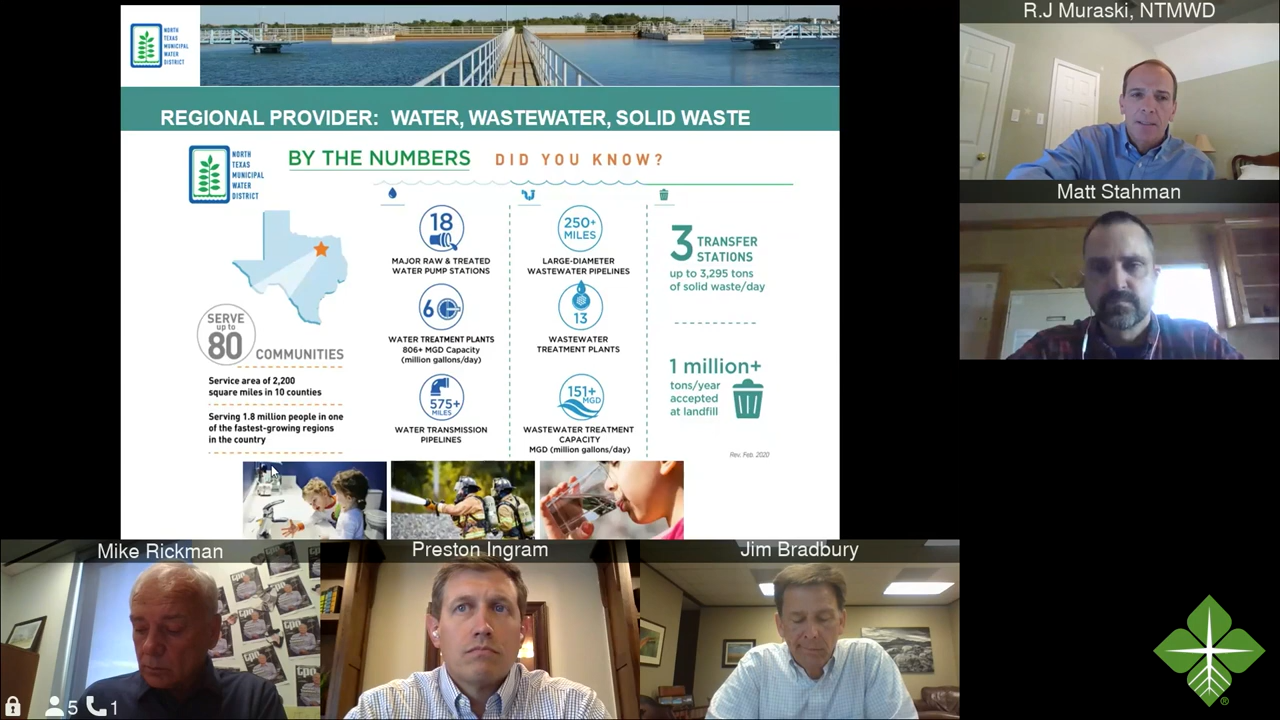 R.J Muraski, NTMWD
NORTH
TEXAS
MUNICIPAL
WATER
DISTRICT
REGIONAL PROVIDER: WATER, WASTEWATER, SOLID WASTE
NORTH
TEXAS
MUNICIPAL
WATER
DISTRICT
BY THE NUMBERS
DID YOU KNOW?
SERVE
up to
80
COMMUNITIES
Service area of 2,200
square miles in 10 counties
Serving 1.8 million people in one
of the fastest-growing regions
in the country
18
MAJOR RAW & TREATED
WATER PUMP STATIONS
6
WATER TREATMENT PLANTS
806+ MGD Capacity
(million gallons/day)
575+
MILES
WATER TRANSMISSION
PIPELINES
250+
MILES
LARGE-DIAMETER
WASTEWATER PIPELINES
13
WASTEWATER
TREATMENT PLANTS
151+
MGD
WASTEWATER TREATMENT
CAPACITY
MGD (million gallons/day)
3 TRANSFER
STATIONS
up to 3,295 tons
of solid waste/day
1 million+
tons/year
accepted
at landfill
Rev. Feb. 2020
Matt Stahman
Mike Rickman
Preston Ingram
Jim Bradbury
5
1
tpo
®